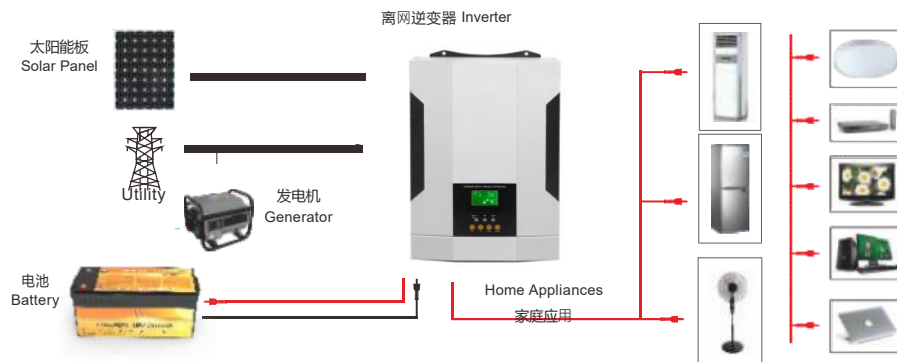 离网逆变器 Inverter
太阳能板
Solar Panel
Utility
发电机
Generator
电池
Battery
Home Appliances
家庭应用